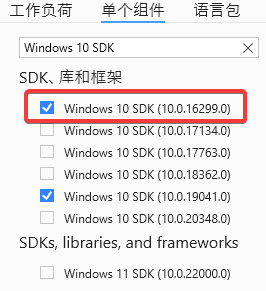 工作负荷 单个组件 语言包
Windows 10 SDK
SDK、库和框架
Windows 10 SDK (10.0.16299.0)
Windows 10 SDK (10.0.17134.0)
Windows 10 SDK (10.0.17763.0)
Windows 10 SDK (10.0.18362.0)
Windows 10 SDK (10.0.19041.0)
Windows 10 SDK (10.0.20348.0)
SDKs, libraries, and frameworks
Windows 11 SDK (10.0.22000.0)